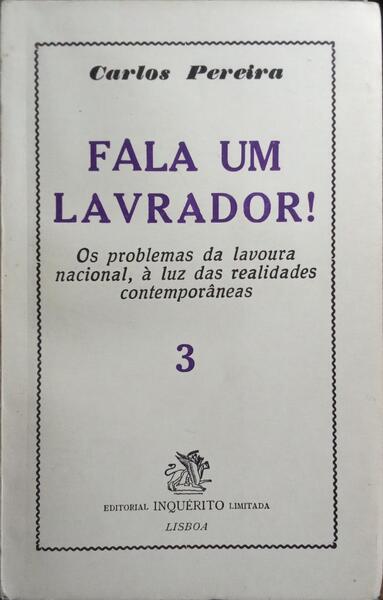 Carlos Pereira
FALA UM
LAVRADOR!
Os problemas da lavoura
nacional, à luz das realidades
contemporâneas
3
EDITORIAL INQUÉRITO LIMITADA
LISBOA